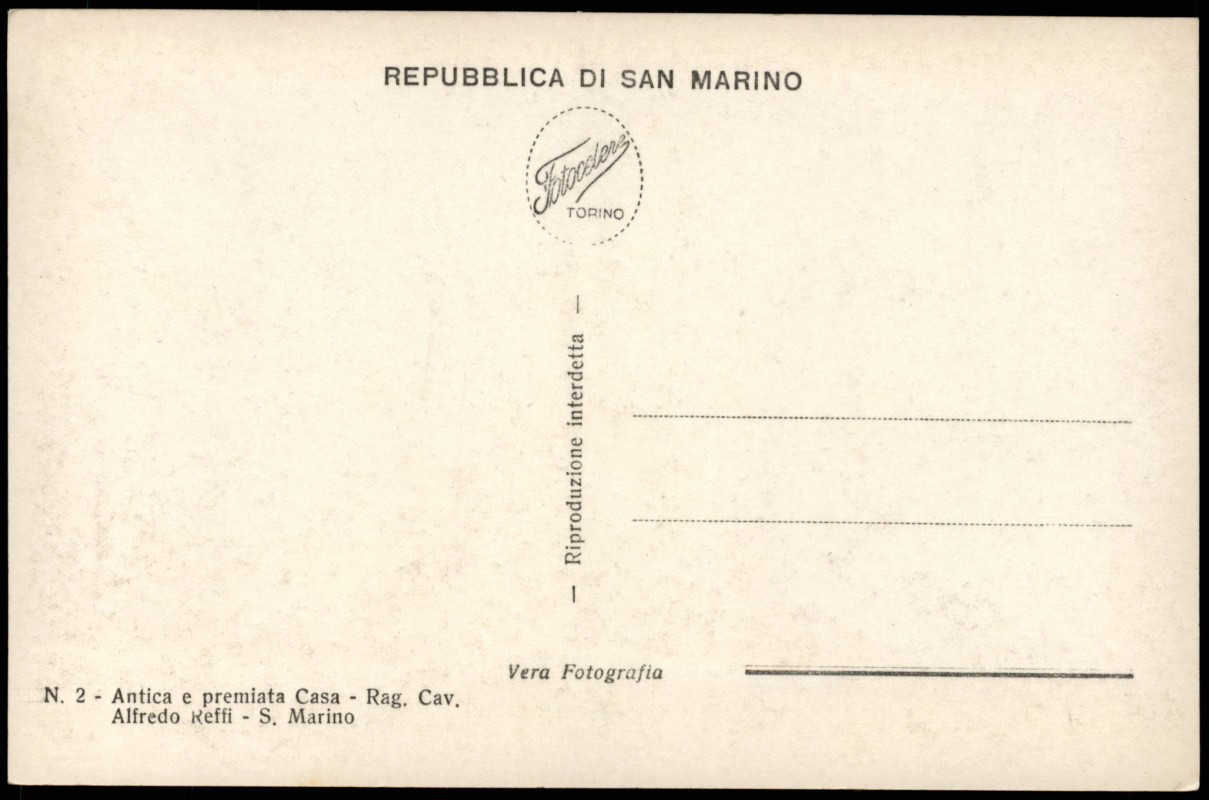 REPUBBLICA DI SAN MARINO
Fotocelere
TORINO
— Riproduzione interdetta —
Vera Fotografia
N. 2 - Antica e premiata Casa - Rag. Cav.
Alfredo Reffi - S. Marino